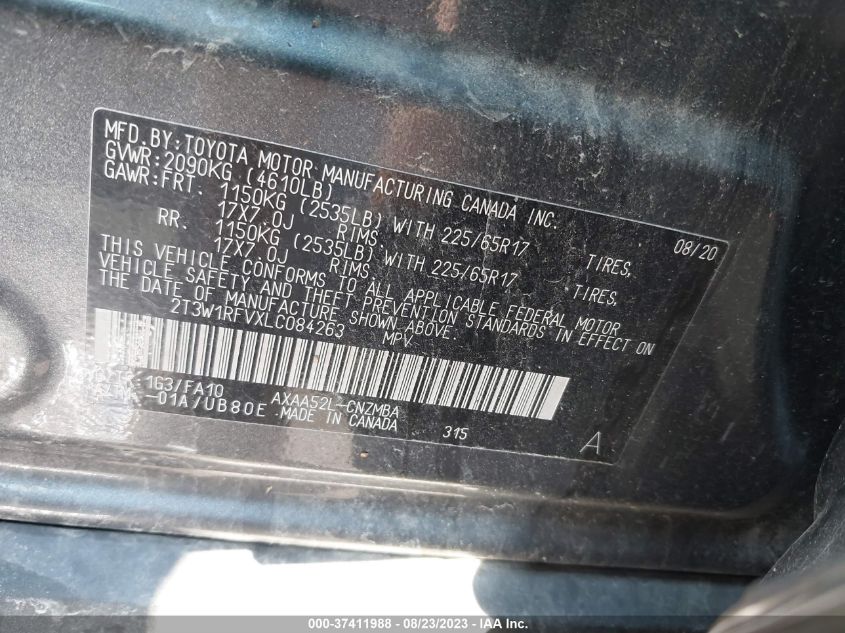 MFD.BY:TOYOTA MOTOR MANUFACTURING CANADA INC.
GVWR:2090KG (4610LB) 08/20
GAWR:FRT. 1150KG (2535LB) WITH 225/65R17 TIRES,
17X7.0J RIMS,
RR. 1150KG (2535LB) WITH 225/65R17 TIRES,
17X7.0J RIMS,
THIS VEHICLE CONFORMS TO ALL APPLICABLE FEDERAL MOTOR
VEHICLE SAFETY AND THEFT PREVENTION STANDARDS IN EFFECT ON
THE DATE OF MANUFACTURE SHOWN ABOVE.
2T3W1RFVXLC084263 MPV
:1G3/FA10 AXAA52L-CNZMBA
-01A/UB80E MADE IN CANADA 315 A
000-37411988 - 08/23/2023 - IAA Inc.